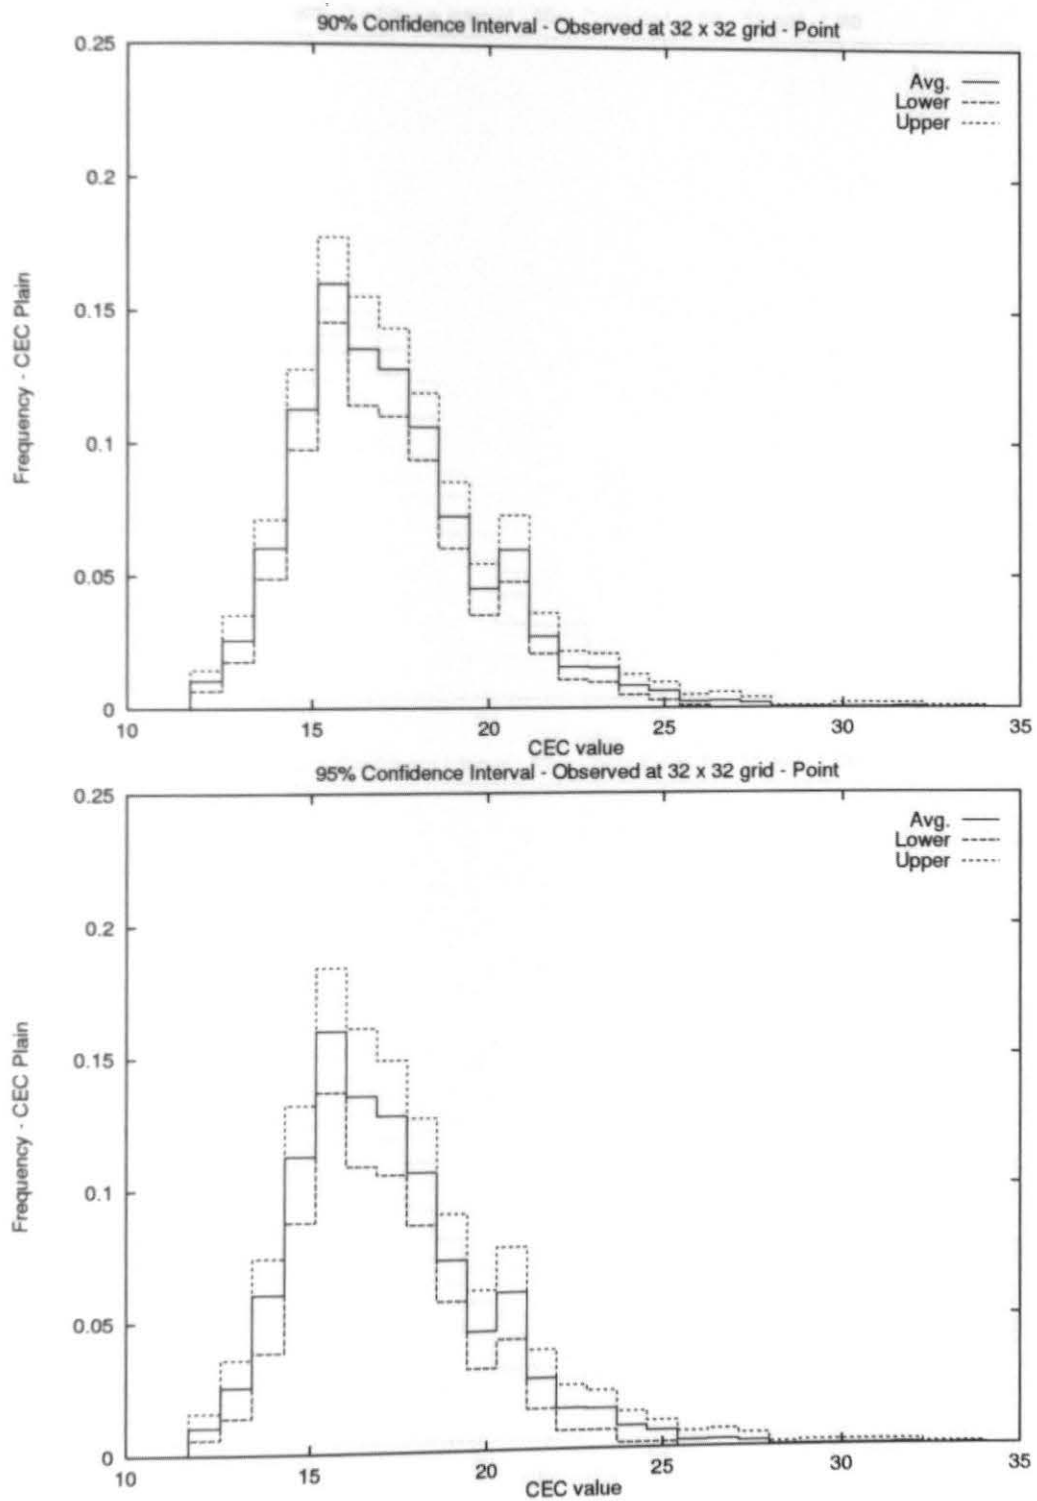 90% Confidence Interval - Observed at 32 x 32 grid - Point
0.25
Avg.
Lower
Upper
0.2
0.15
Frequency - CEC Plain
0.1
0.05
0
10
15
20
25
30
35
CEC value
95% Confidence Interval - Observed at 32 x 32 grid - Point
0.25
Avg.
Lower
Upper
0.2
0.15
Frequency - CEC Plain
0.1
0.05
0
10
15
20
25
30
35
CEC value